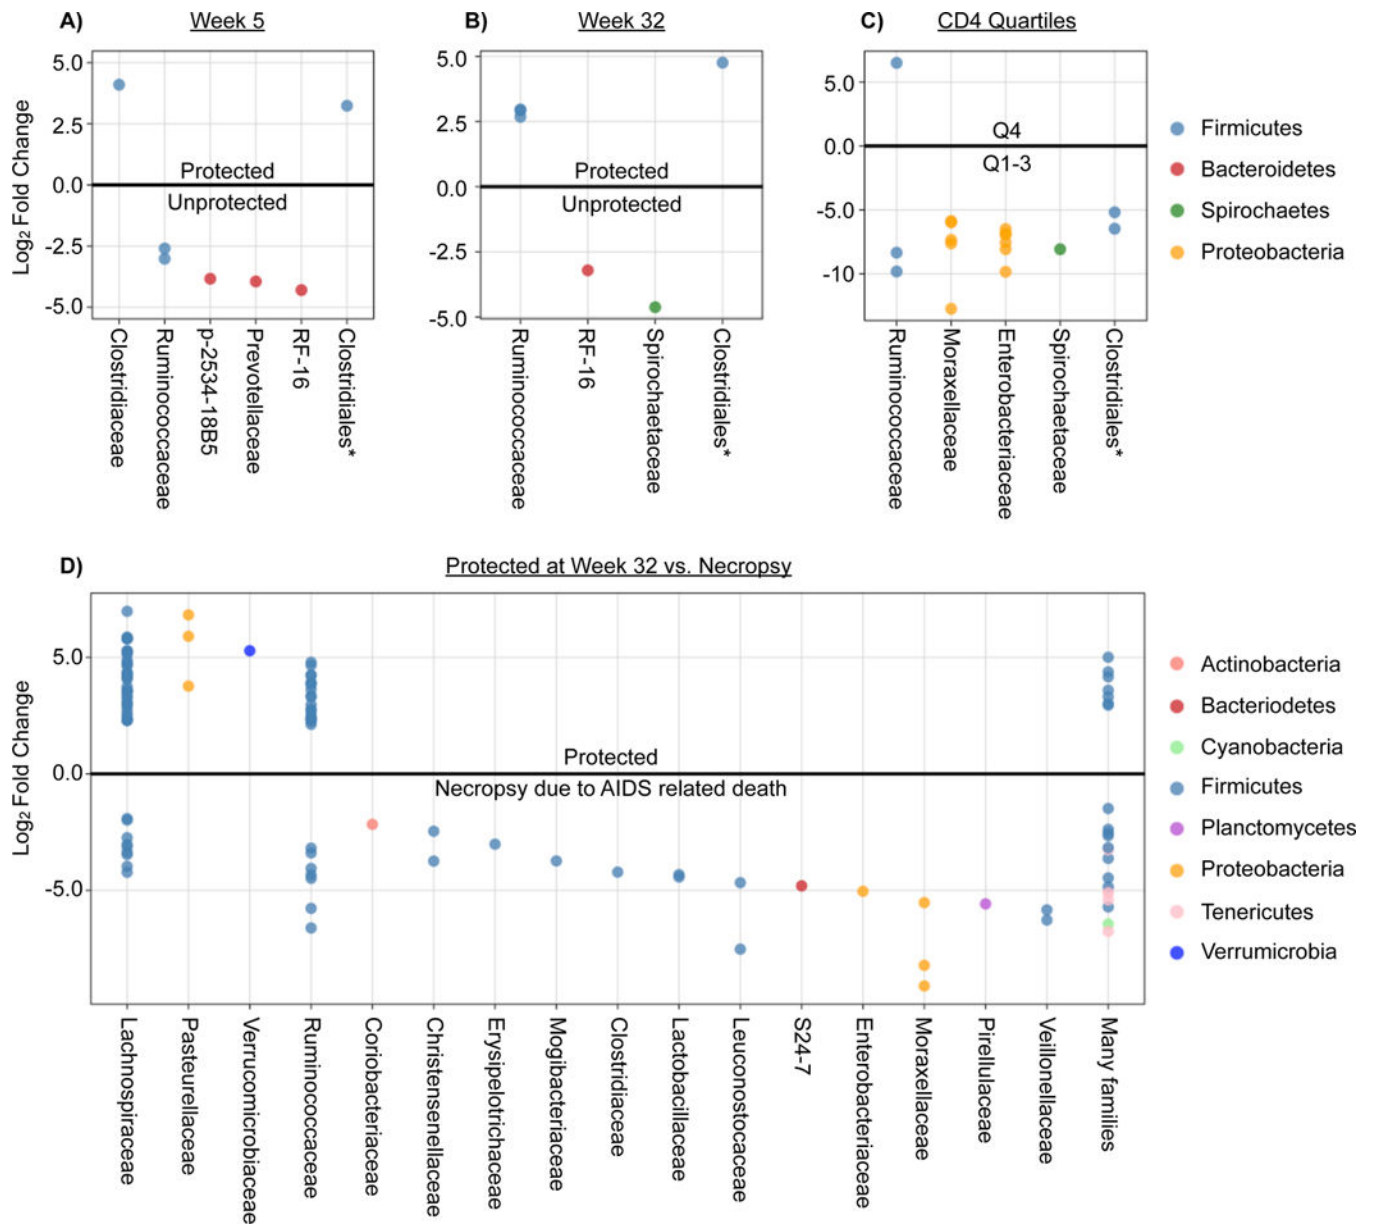 A) Week 5
Log₂ Fold Change
5.0
2.5
0.0
-2.5
-5.0
Protected
Unprotected
Clostridiaceae
Ruminococcaceae
p-2534-18B5
Prevotellaceae
RF-16
Clostridiales*
B) Week 32
5.0
2.5
0.0
-2.5
-5.0
Protected
Unprotected
Ruminococcaceae
RF-16
Spirochaetaceae
Clostridiales*
C) CD4 Quartiles
5.0
0.0
-5.0
-10
Q4
Q1-3
Ruminococcaceae
Moraxellaceae
Enterobacteriaceae
Spirochaetaceae
Clostridiales*
Firmicutes
Bacteroidetes
Spirochaetes
Proteobacteria
D) Protected at Week 32 vs. Necropsy
Log₂ Fold Change
5.0
0.0
-5.0
Protected
Necropsy due to AIDS related death
Lachnospiraceae
Pasteurellaceae
Verrucomicrobiaceae
Ruminococcaceae
Coriobacteriaceae
Christensenellaceae
Erysipelotrichaceae
Mogibacteriaceae
Clostridiaceae
Lactobacillaceae
Leuconostocaceae
S24-7
Enterobacteriaceae
Moraxellaceae
Pirellulaceae
Veillonellaceae
Many families
Actinobacteria
Bacteriodetes
Cyanobacteria
Firmicutes
Planctomycetes
Proteobacteria
Tenericutes
Verrumicrobia